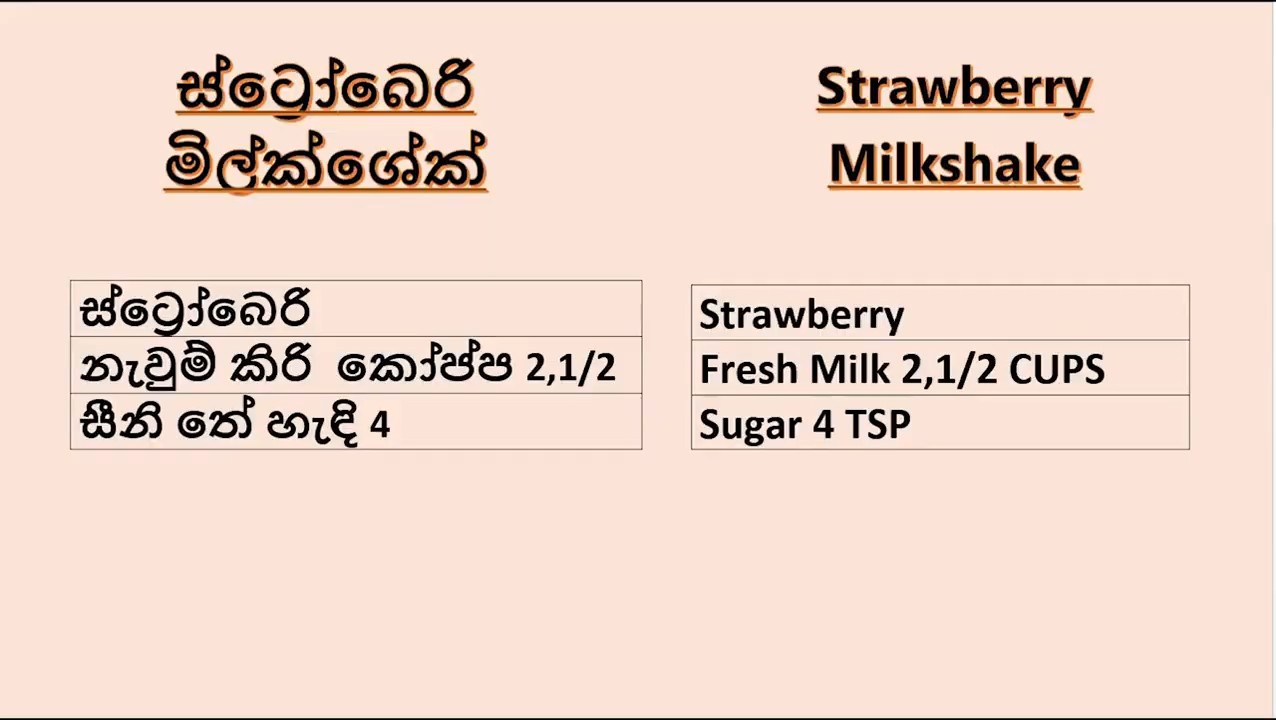 ස්ට්‍රෝබෙරි
මිල්ක්ශේක්
Strawberry
Milkshake
ස්ට්‍රෝබෙරි
නැවුම් කිරි කෝප්ප 2,1/2
සීනි තේ හැඳි 4
Strawberry
Fresh Milk 2,1/2 CUPS
Sugar 4 TSP